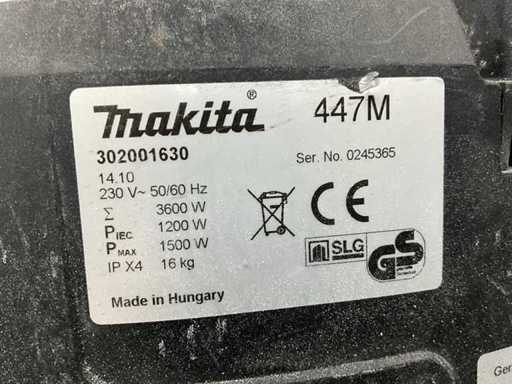 Makita® 447M
302001630 Ser. No. 0245365
14.10
230 V~ 50/60 Hz
Σ 3600 W
PIEC 1200 W
PMAX 1500 W
IP X4 16 kg
CE
SLG
GS
Made in Hungary
Ger